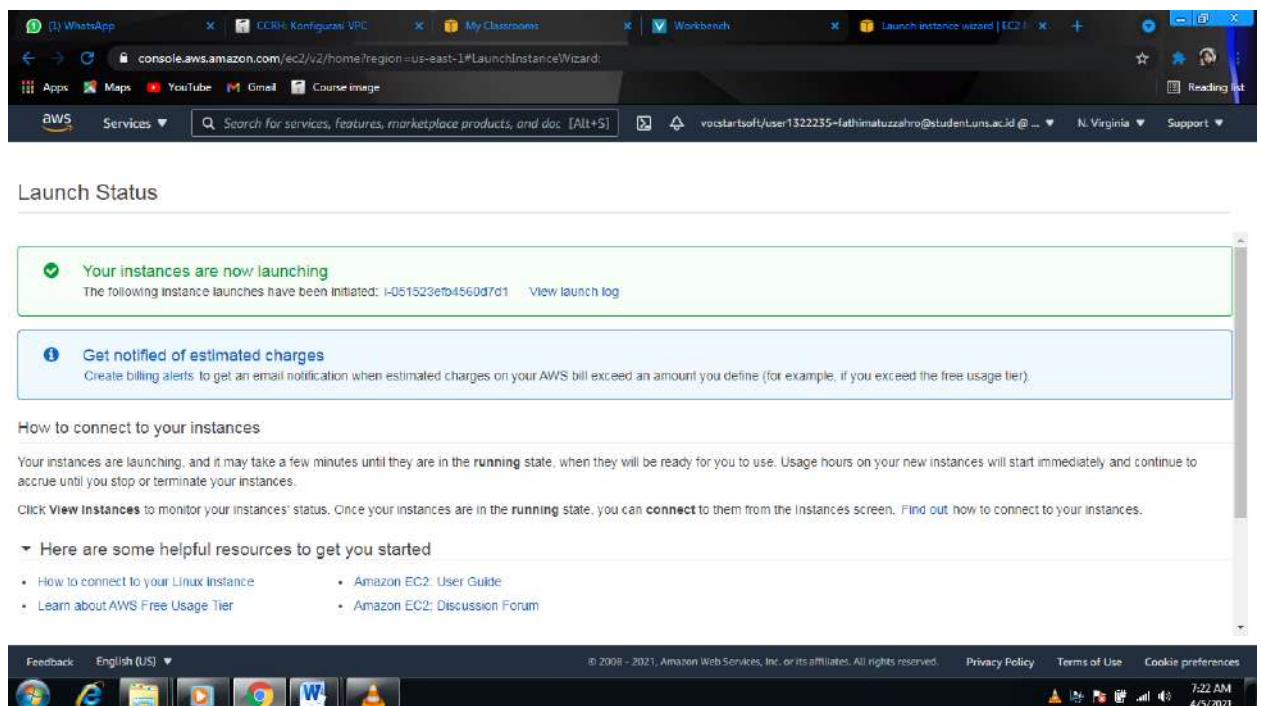 (1) WhatsApp
CCRH: Konfigurasi VPC
My Classrooms
Workbench
Launch instance wizard | EC2
console.aws.amazon.com/ec2/v2/home?region=us-east-1#LaunchInstanceWizard:
Apps Maps YouTube Gmail Course image Reading list
aws Services ▼ Search for services, features, marketplace products, and doc [Alt+S] vocstartsoft/user1322235=fathimatuzzahro@student.uns.ac.id @ ... ▼ N. Virginia ▼ Support ▼
Launch Status
Your instances are now launching
The following instance launches have been initiated: i-051523efb4560d7d1 View launch log
Get notified of estimated charges
Create billing alerts to get an email notification when estimated charges on your AWS bill exceed an amount you define (for example, if you exceed the free usage tier).
How to connect to your instances
Your instances are launching, and it may take a few minutes until they are in the running state, when they will be ready for you to use. Usage hours on your new instances will start immediately and continue to
accrue until you stop or terminate your instances.
Click View Instances to monitor your instances' status. Once your instances are in the running state, you can connect to them from the Instances screen. Find out how to connect to your instances.
Here are some helpful resources to get you started
• How to connect to your Linux instance
• Amazon EC2: User Guide
• Learn about AWS Free Usage Tier
• Amazon EC2: Discussion Forum
Feedback English (US) ▼ © 2008 - 2021, Amazon Web Services, Inc. or its affiliates. All rights reserved. Privacy Policy Terms of Use Cookie preferences
7:22 AM
4/5/2021